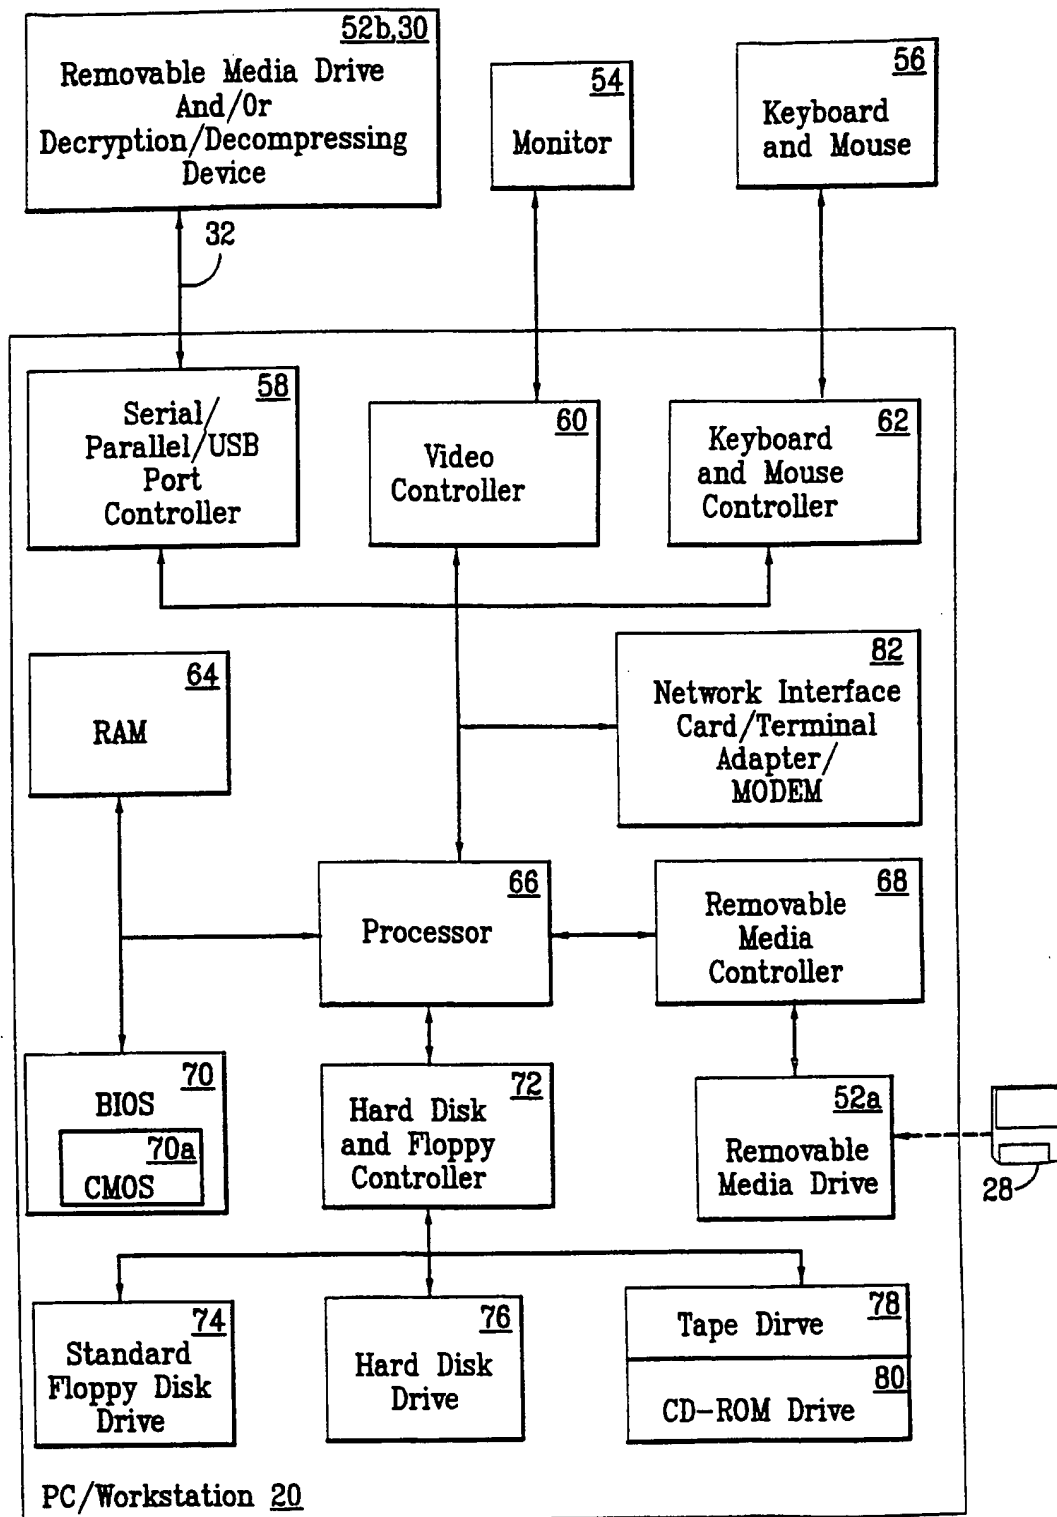 52b,30
Removable Media Drive
And/Or
Decryption/Decompressing
Device
54
Monitor
56
Keyboard
and Mouse
32
58
Serial/
Parallel/USB
Port
Controller
60
Video
Controller
62
Keyboard
and Mouse
Controller
64
RAM
82
Network Interface
Card/Terminal
Adapter/
MODEM
66
Processor
68
Removable
Media
Controller
70
BIOS
70a
CMOS
72
Hard Disk
and Floppy
Controller
52a
Removable
Media Drive
28
74
Standard
Floppy Disk
Drive
76
Hard Disk
Drive
78
Tape Dirve
80
CD-ROM Drive
PC/Workstation 20